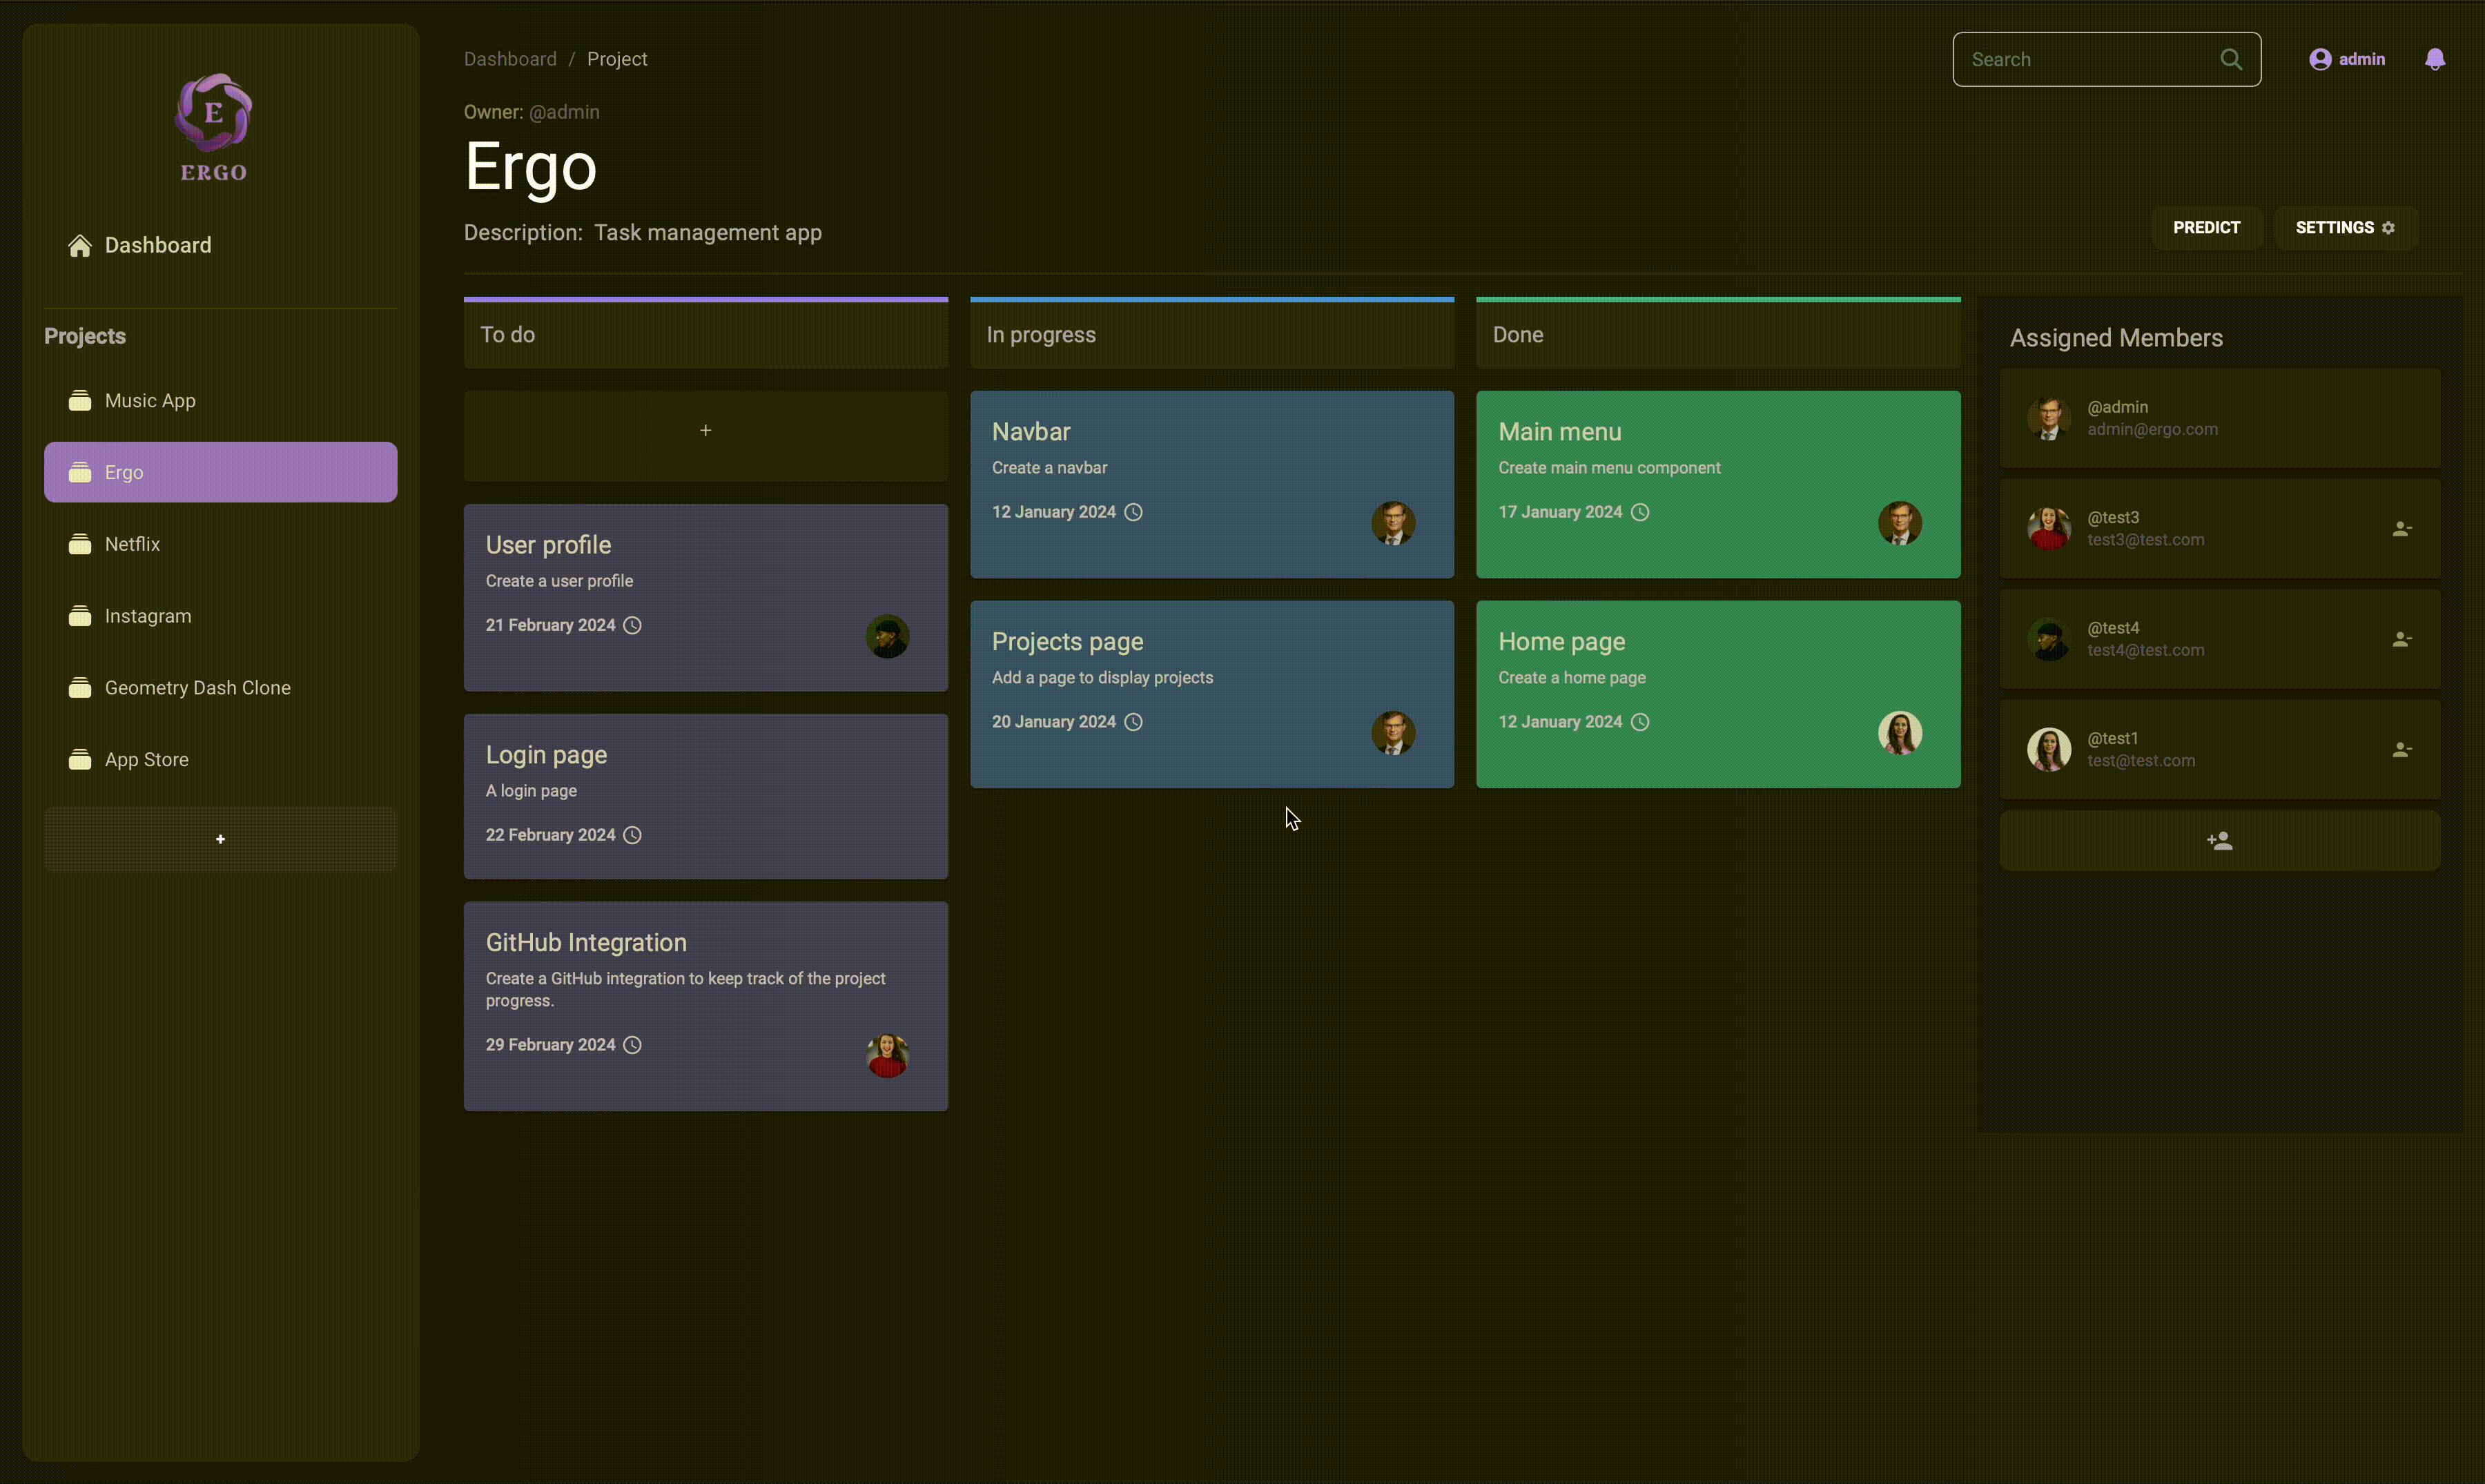 E
ERGO
Dashboard
Projects
Music App
Ergo
Netflix
Instagram
Geometry Dash Clone
App Store
+
Dashboard / Project
Search
admin
Owner: @admin
Ergo
Description: Task management app
PREDICT
SETTINGS
To do
+
User profile
Create a user profile
21 February 2024
Login page
A login page
22 February 2024
GitHub Integration
Create a GitHub integration to keep track of the project
progress.
29 February 2024
In progress
Navbar
Create a navbar
12 January 2024
Projects page
Add a page to display projects
20 January 2024
Done
Main menu
Create main menu component
17 January 2024
Home page
Create a home page
12 January 2024
Assigned Members
@admin
admin@ergo.com
@test3
test3@test.com
@test4
test4@test.com
@test1
test@test.com